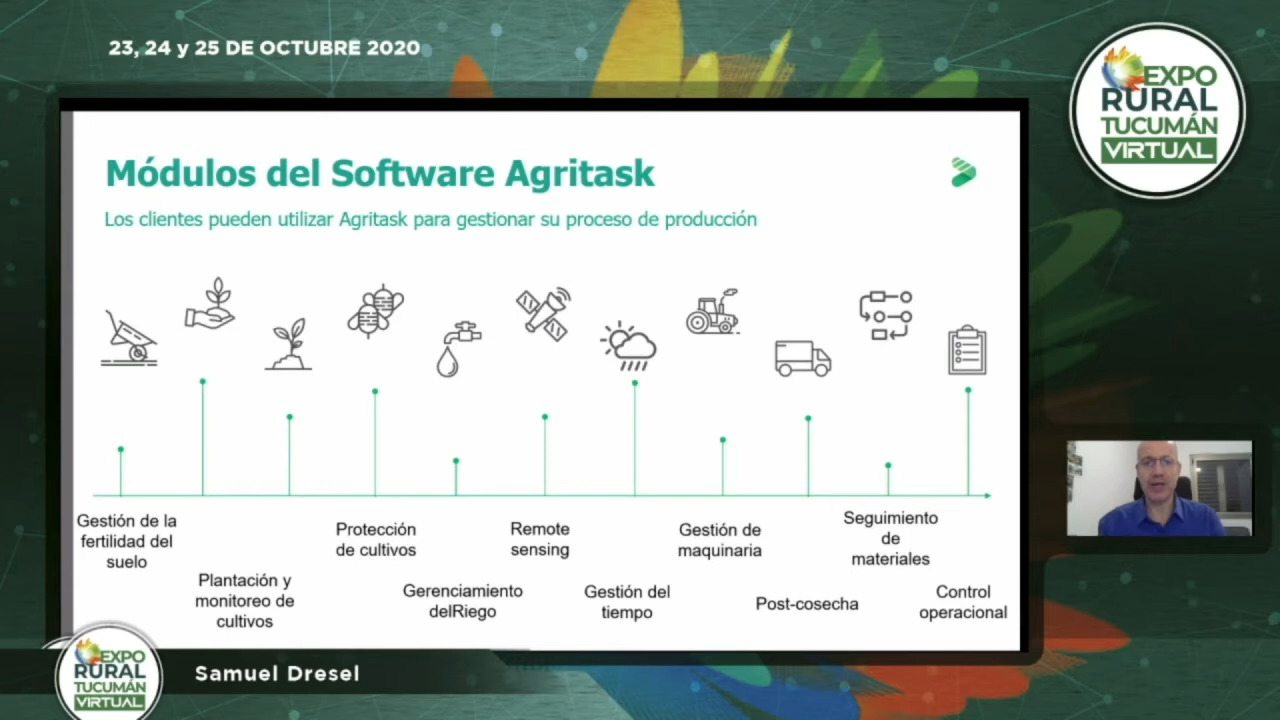 23, 24 y 25 DE OCTUBRE 2020
EXPO
RURAL
TUCUMÁN
VIRTUAL
Módulos del Software Agritask
Los clientes pueden utilizar Agritask para gestionar su proceso de producción
Gestión de la
fertilidad del
suelo
Plantación y
monitoreo de
cultivos
Protección
de cultivos
Gerenciamiento
delRiego
Remote
sensing
Gestión del
tiempo
Gestión de
maquinaria
Post-cosecha
Seguimiento
de
materiales
Control
operacional
EXPO
RURAL
TUCUMÁN
VIRTUAL
Samuel Dresel